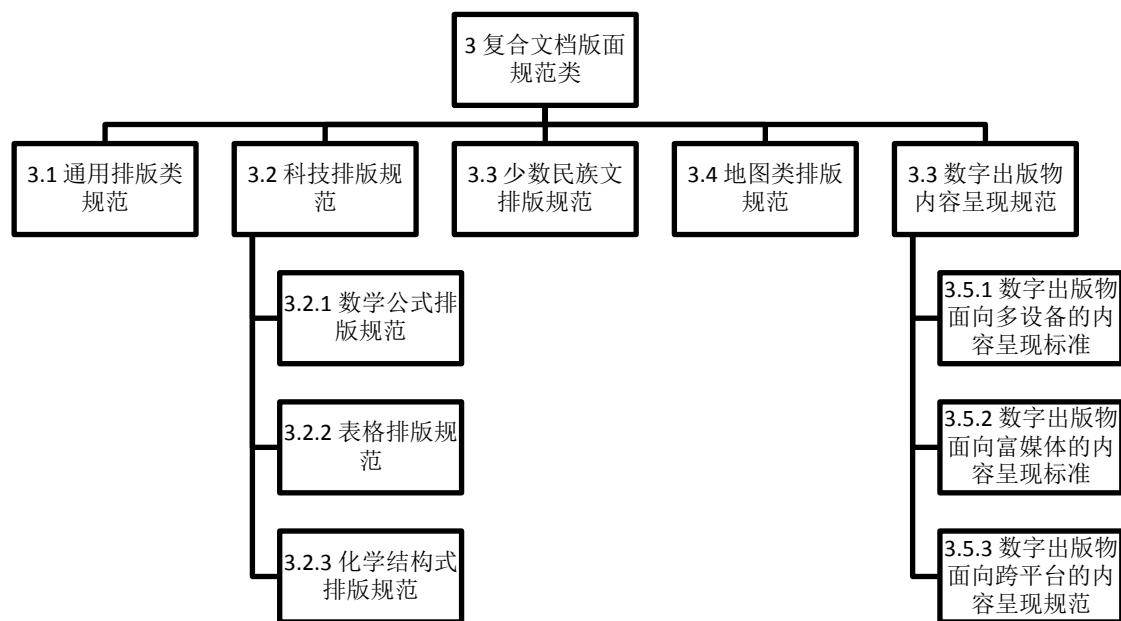 3 复合文档版面
规范类
3.1 通用排版类
规范
3.2 科技排版规
范
3.3 少数民族文
排版规范
3.4 地图类排版
规范
3.3 数字出版物
内容呈现规范
3.2.1 数学公式排
版规范
3.2.2 表格排版规
范
3.2.3 化学结构式
排版规范
3.5.1 数字出版物
面向多设备的内
容呈现标准
3.5.2 数字出版物
面向富媒体的内
容呈现标准
3.5.3 数字出版物
面向跨平台的内
容呈现规范